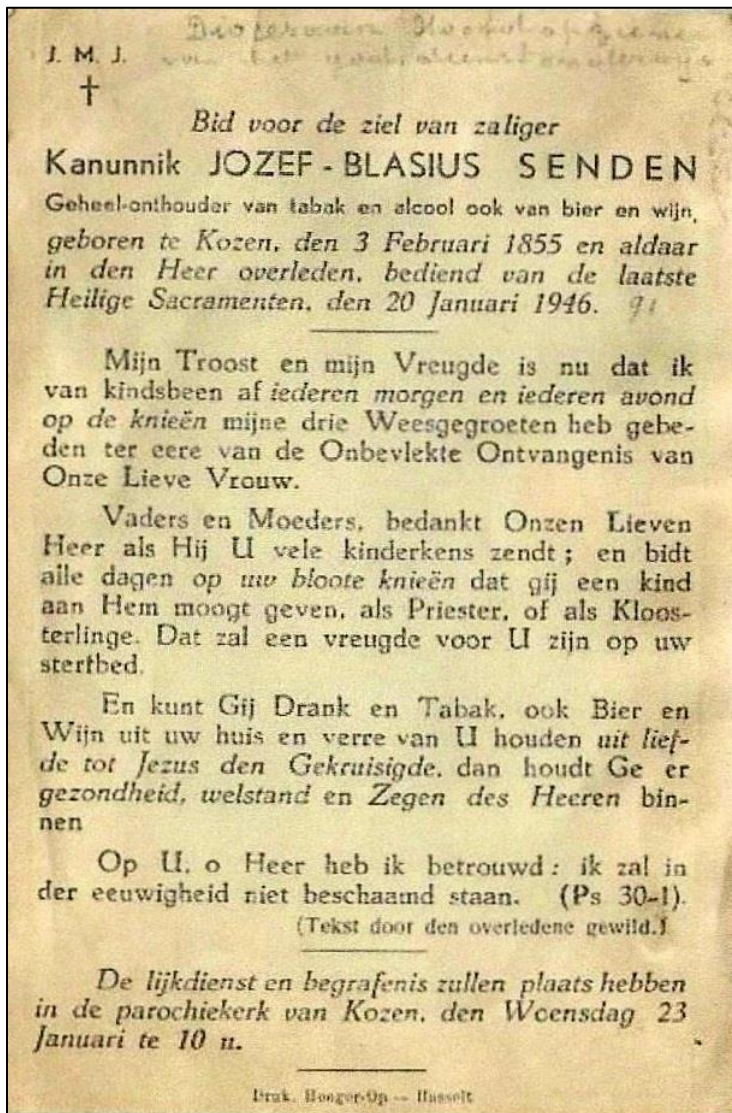 J. M. J.
Bid voor de ziel van zaliger
Kanunnik JOZEF - BLASIUS SENDEN
Geheel-onthouder van tabak en alcool ook van bier en wijn,
geboren te Kozen, den 3 Februari 1855 en aldaar
in den Heer overleden, bediend van de laatste
Heilige Sacramenten, den 20 Januari 1946. 91
Mijn Troost en mijn Vreugde is nu dat ik
van kindsbeen af iederen morgen en iederen avond
op de knieën mijne drie Weesgegroeten heb gebe-
den ter eere van de Onbevlekte Ontvangenis van
Onze Lieve Vrouw.
Vaders en Moeders, bedankt Onzen Lieven
Heer als Hij U vele kinderkens zendt ; en bidt
alle dagen op uw bloote knieën dat gij een kind
aan Hem moogt geven, als Priester, of als Kloos-
terlinge. Dat zal een vreugde voor U zijn op uw
sterfbed.
En kunt Gij Drank en Tabak, ook Bier en
Wijn uit uw huis en verre van U houden uit lief-
de tot Jezus den Gekruisigde, dan houdt Ge er
gezondheid, welstand en Zegen des Heeren bin-
nen
Op U, o Heer heb ik betrouwd : ik zal in
der eeuwigheid niet beschaamd staan. (Ps 30-1).
(Tekst door den overledene gewild.)
De lijkdienst en begrafenis zullen plaats hebben
in de parochiekerk van Kozen, den Woensdag 23
Januari te 10 u.
Druk. Hooger-Op — Hasselt